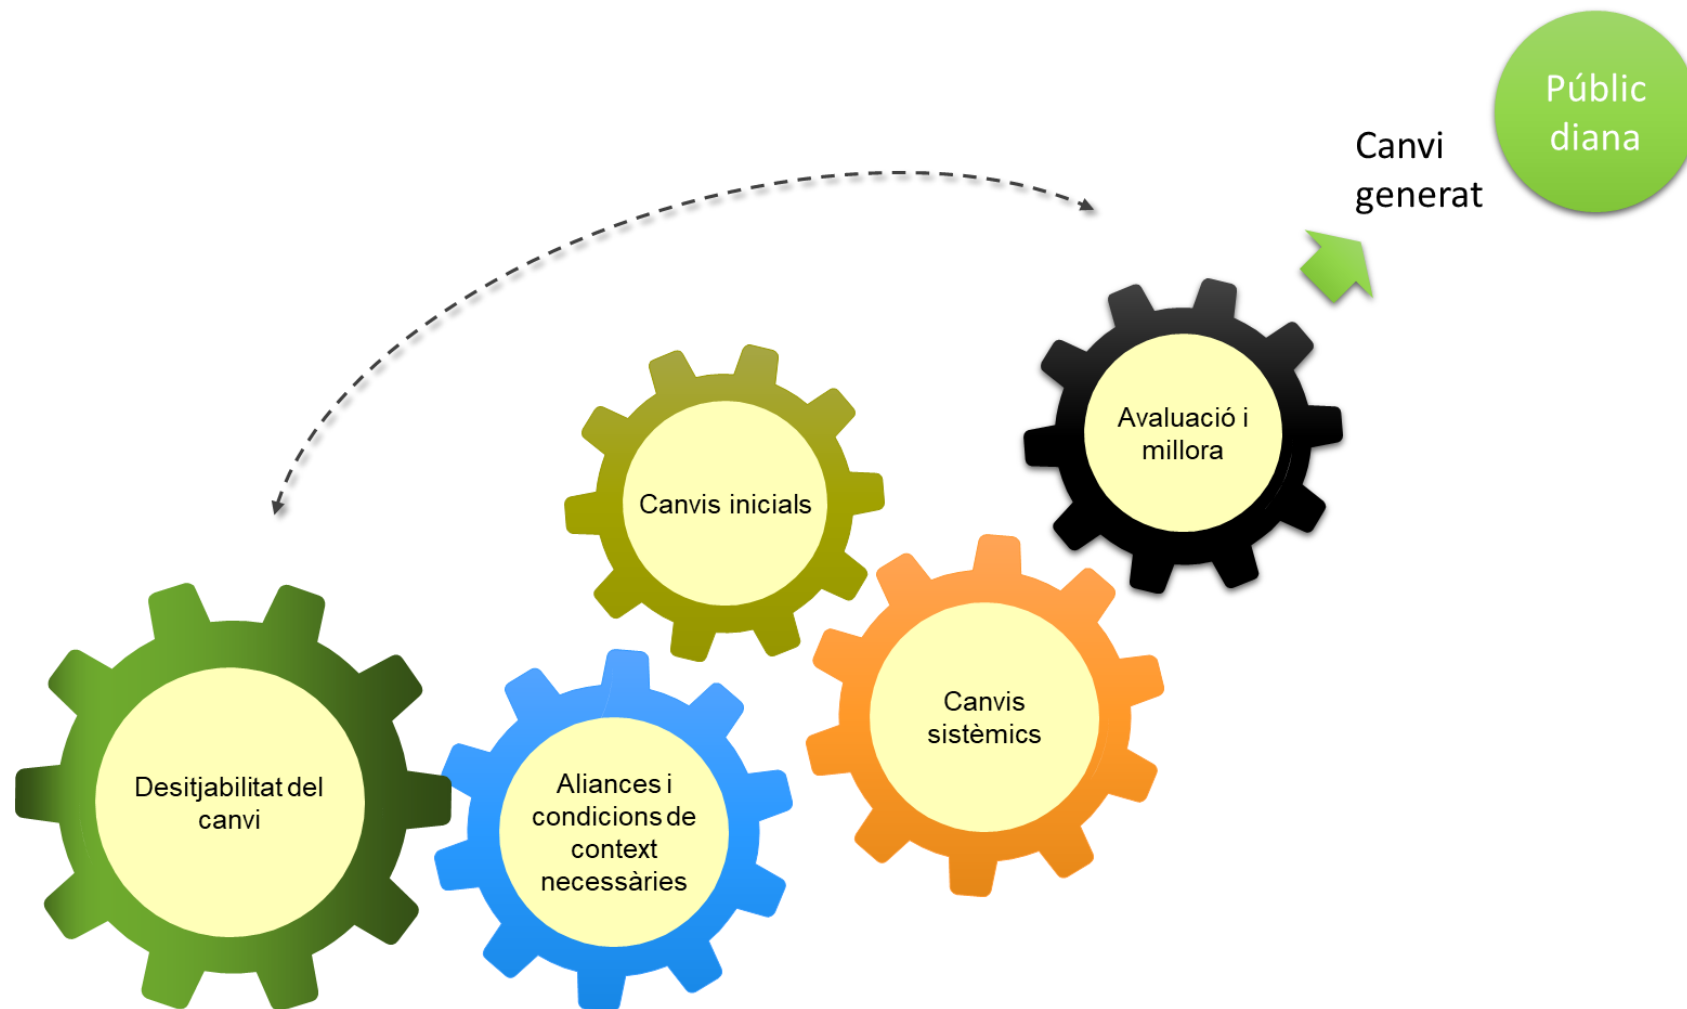 Públic
diana
Canvi
generat
Avaluació i
millora
Canvis inicials
Canvis
sistèmics
Desitjabilitat del
canvi
Aliances i
condicions de
context
necessàries